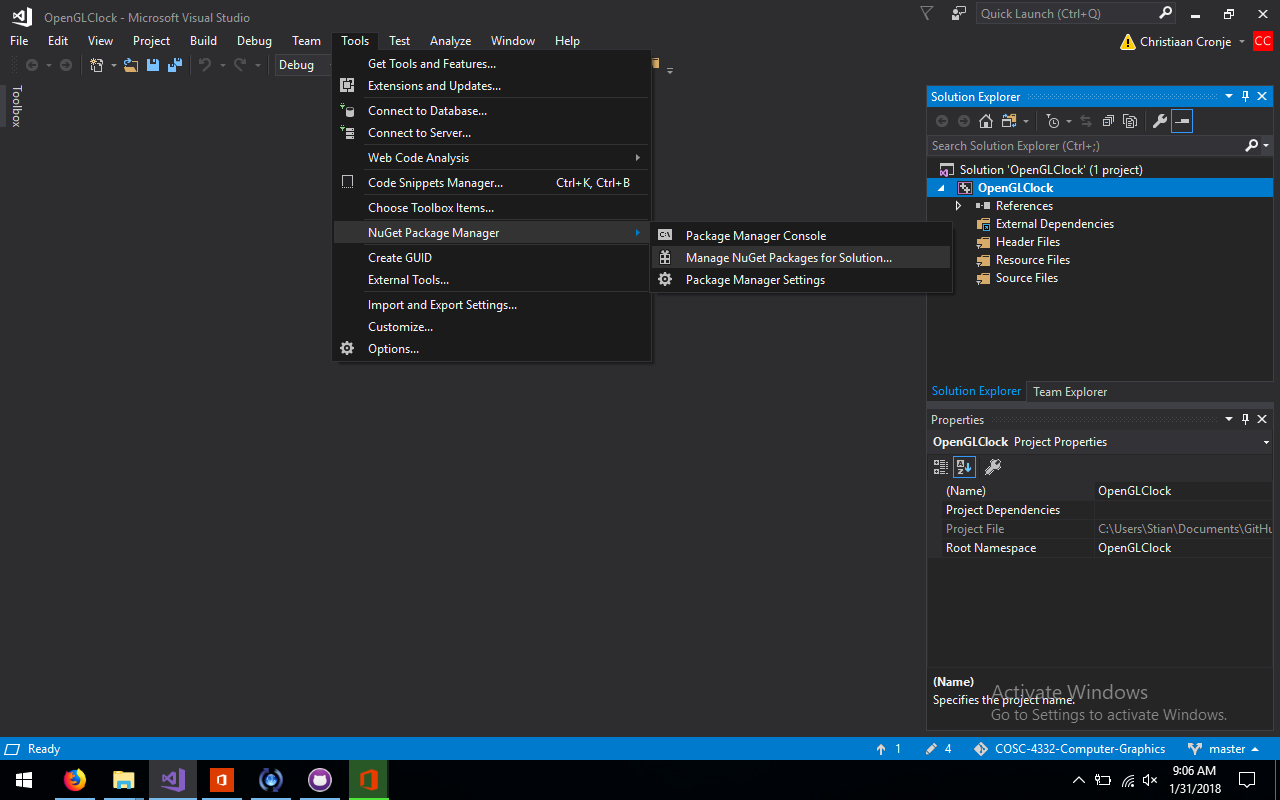 OpenGLClock - Microsoft Visual Studio
Quick Launch (Ctrl+Q)
File Edit View Project Build Debug Team Tools Test Analyze Window Help
Christiaan Cronje CC
Debug
Toolbox
Get Tools and Features...
Extensions and Updates...
Connect to Database...
Connect to Server...
Web Code Analysis
Code Snippets Manager... Ctrl+K, Ctrl+B
Choose Toolbox Items...
NuGet Package Manager
Create GUID
External Tools...
Import and Export Settings...
Customize...
Options...
Package Manager Console
Manage NuGet Packages for Solution...
Package Manager Settings
Solution Explorer
Search Solution Explorer (Ctrl+;)
Solution 'OpenGLClock' (1 project)
OpenGLClock
References
External Dependencies
Header Files
Resource Files
Source Files
Solution Explorer Team Explorer
Properties
OpenGLClock Project Properties
(Name) OpenGLClock
Project Dependencies
Project File C:\Users\Stian\Documents\GitHu
Root Namespace OpenGLClock
(Name)
Specifies the project name.
Activate Windows
Go to Settings to activate Windows.
Ready 1 4 COSC-4332-Computer-Graphics master
9:06 AM
1/31/2018